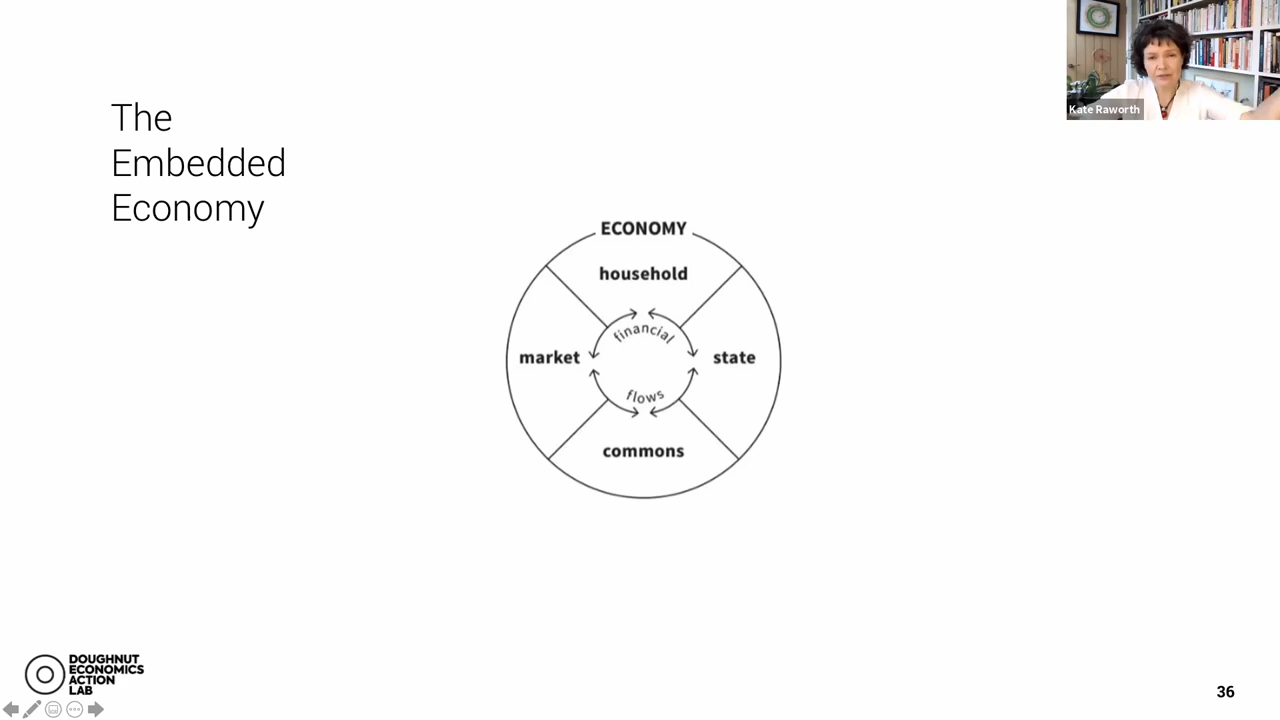 The
Embedded
Economy
Kate Raworth
ECONOMY
household
financial
market
state
flows
commons
DOUGHNUT
ECONOMICS
ACTION
LAB
36